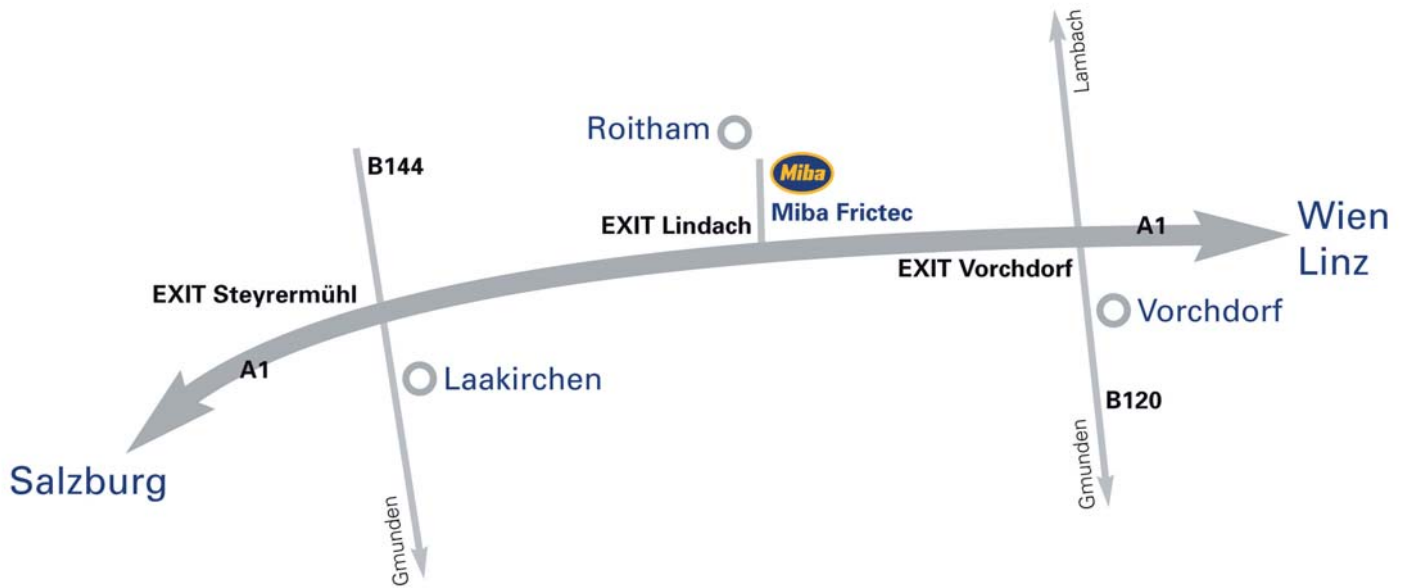 Lambach
Roitham
B144
Miba
Miba Frictec
EXIT Lindach
A1
Wien
Linz
EXIT Vorchdorf
EXIT Steyrermühl
Vorchdorf
A1
Laakirchen
B120
Salzburg
Gmunden
Gmunden